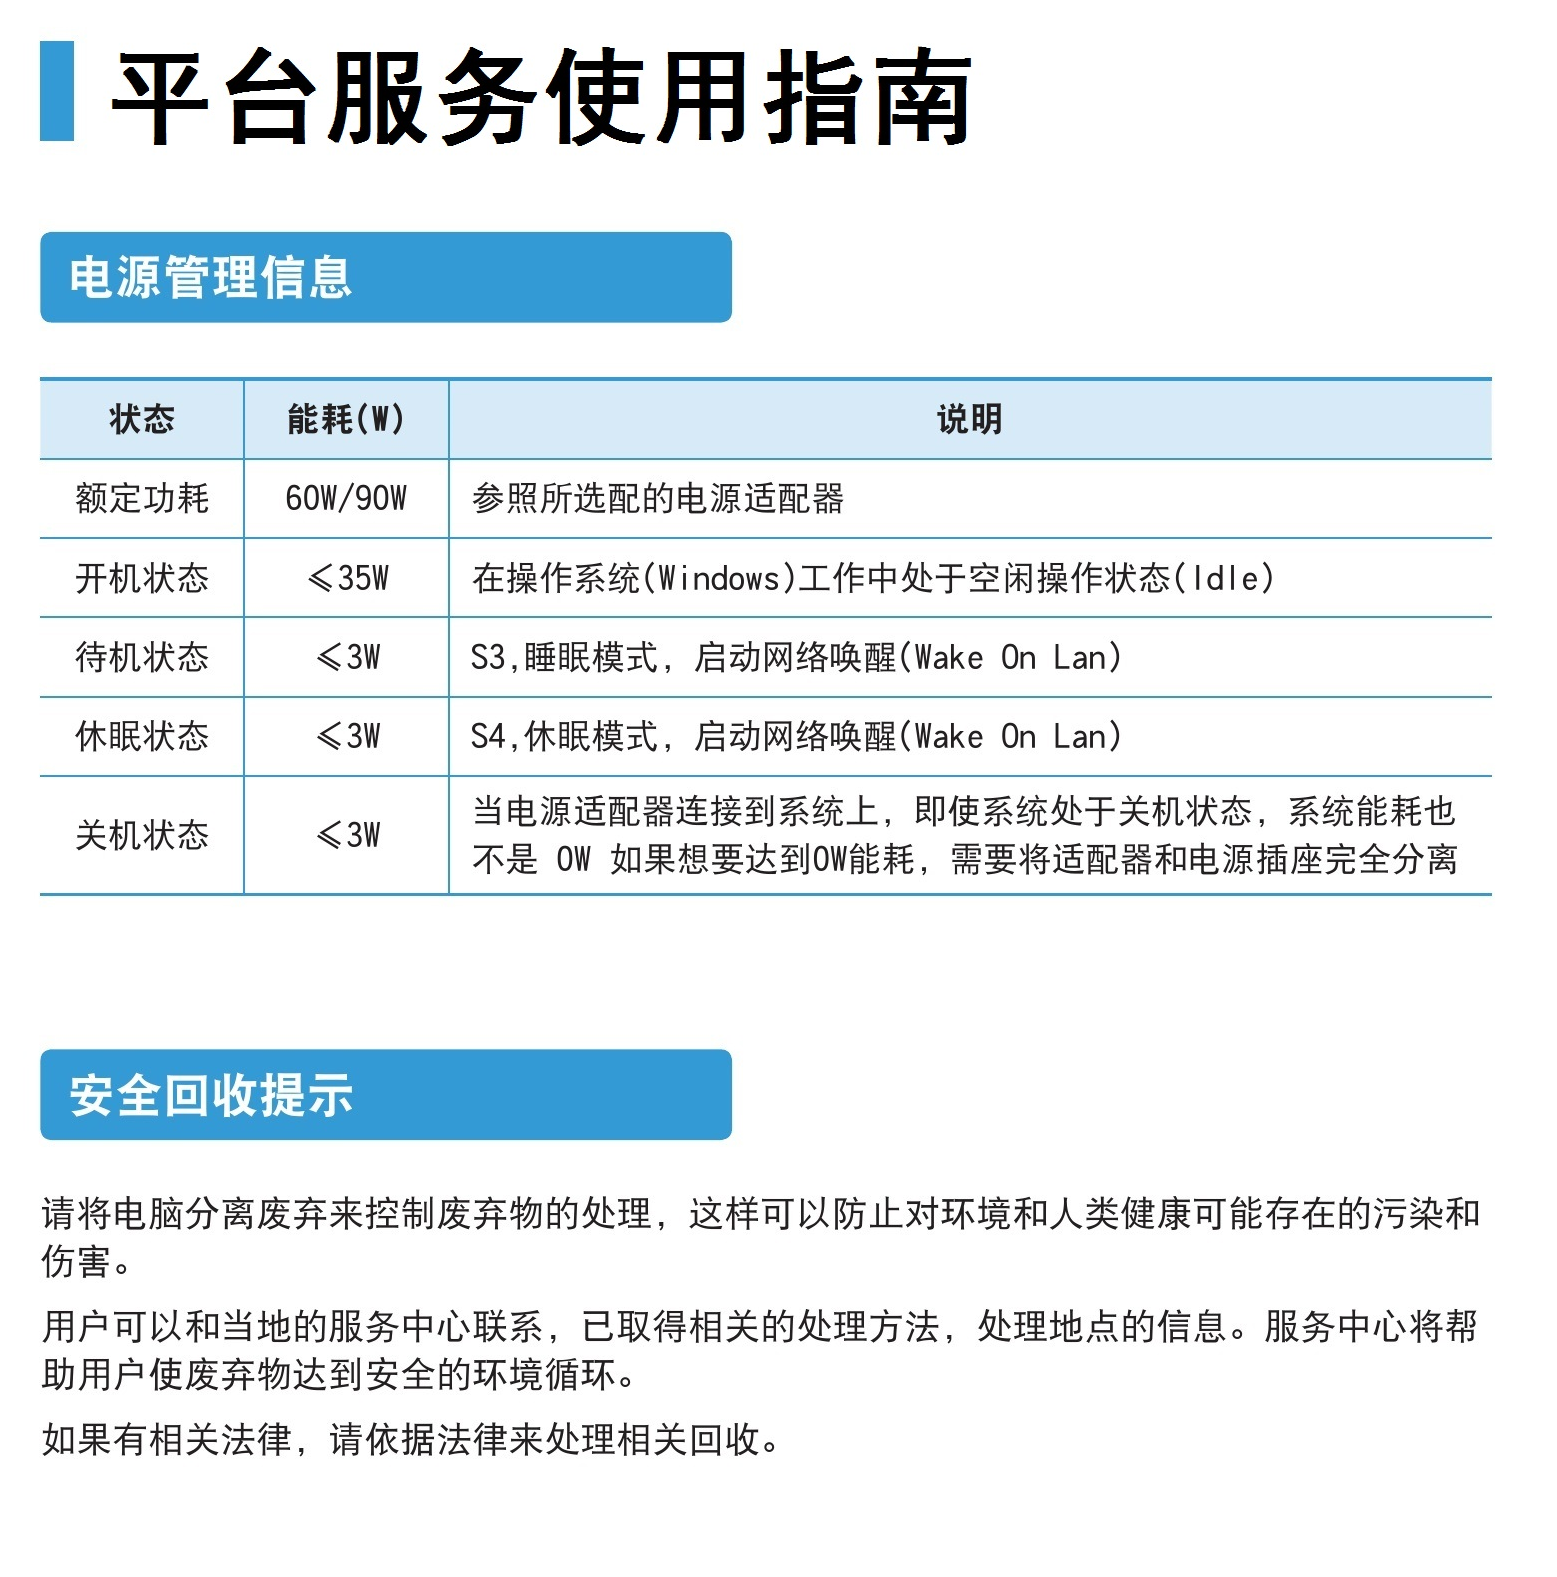 平台服务使用指南
电源管理信息
状态 能耗(W) 说明
额定功耗 60W/90W 参照所选配的电源适配器
开机状态 ≤35W 在操作系统(Windows)工作中处于空闲操作状态(Idle)
待机状态 ≤3W S3,睡眠模式，启动网络唤醒(Wake On Lan)
休眠状态 ≤3W S4,休眠模式，启动网络唤醒(Wake On Lan)
关机状态 ≤3W 当电源适配器连接到系统上，即使系统处于关机状态，系统能耗也
不是 0W 如果想要达到0W能耗，需要将适配器和电源插座完全分离
安全回收提示
请将电脑分离废弃来控制废弃物的处理，这样可以防止对环境和人类健康可能存在的污染和
伤害。
用户可以和当地的服务中心联系，已取得相关的处理方法，处理地点的信息。服务中心将帮
助用户使废弃物达到安全的环境循环。
如果有相关法律，请依据法律来处理相关回收。